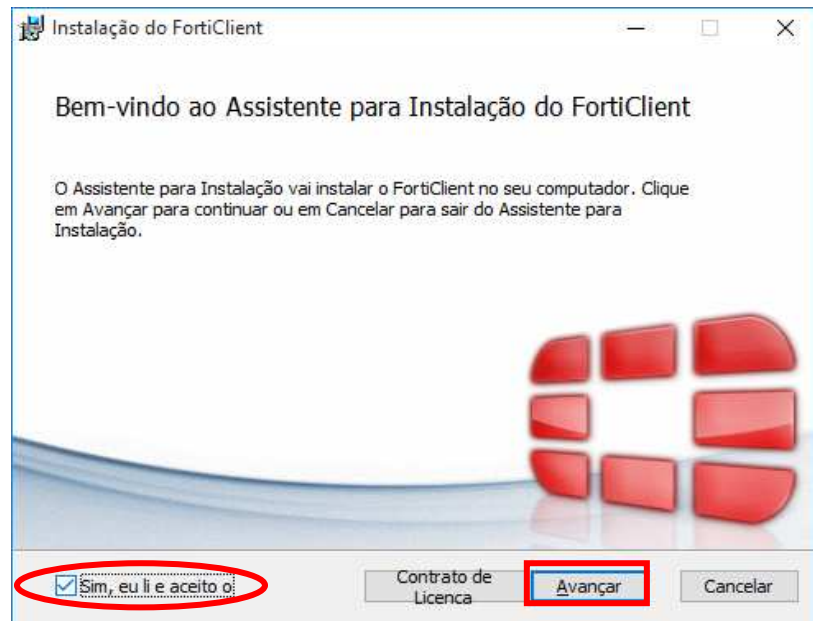 Instalação do FortiClient
Bem-vindo ao Assistente para Instalação do FortiClient
O Assistente para Instalação vai instalar o FortiClient no seu computador. Clique
em Avançar para continuar ou em Cancelar para sair do Assistente para
Instalação.
Sim, eu li e aceito o
Contrato de
Licenca
Avançar
Cancelar